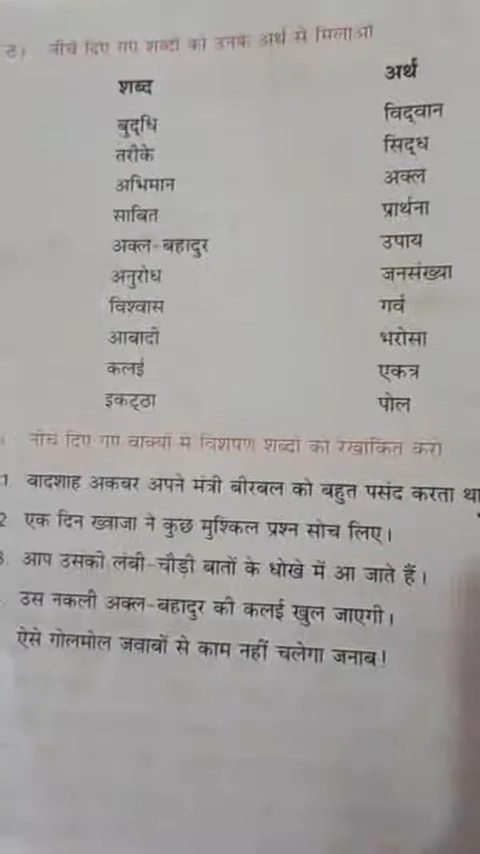 ठ) नीचे दिए गए शब्दों को उनके अर्थ से मिलाओ
शब्द अर्थ
बुद्धि विद्वान
तरीके सिद्ध
अभिमान अक्ल
साबित प्रार्थना
अक्ल-बहादुर उपाय
अनुरोध जनसंख्या
विश्वास गर्व
आबादी भरोसा
कलई एकत्र
इकट्ठा पोल
नीचे दिए गए वाक्यों में विशेषण शब्दों को रेखांकित करो
1. बादशाह अकबर अपने मंत्री बीरबल को बहुत पसंद करता था
2 एक दिन ख्वाजा ने कुछ मुश्किल प्रश्न सोच लिए।
3. आप उसकी लंबी-चौड़ी बातों के धोखे में आ जाते हैं।
उस नकली अक्ल-बहादुर की कलई खुल जाएगी।
ऐसे गोलमोल जवाबों से काम नहीं चलेगा जनाब!